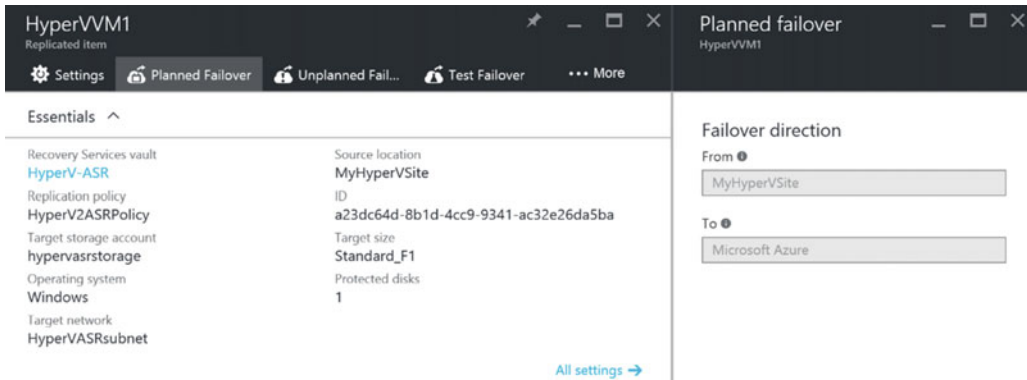 HyperVVM1
Replicated item
Settings Planned Failover Unplanned Fail... Test Failover ••• More
Essentials
Recovery Services vault
HyperV-ASR
Replication policy
HyperV2ASRPolicy
Target storage account
hypervasrstorage
Operating system
Windows
Target network
HyperVASRsubnet
Source location
MyHyperVSite
ID
a23dc64d-8b1d-4cc9-9341-ac32e26da5ba
Target size
Standard_F1
Protected disks
1
All settings →
Planned failover
HyperVVM1
Failover direction
From
MyHyperVSite
To
Microsoft Azure